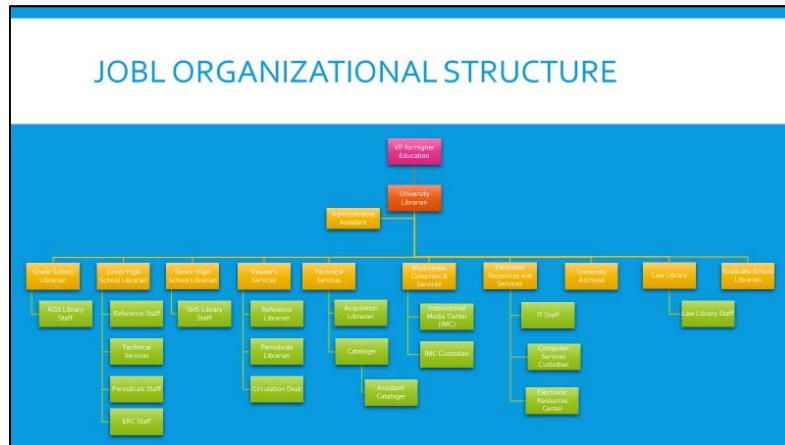 JOBL ORGANIZATIONAL STRUCTURE
VP for Higher
Education
University
Librarian
Administrative
Assistant
Grade School
Librarian
Junior High
School Librarian
Senior High
School Librarian
Reader's
Services
Technical
Services
Multimedia
Collection &
Services
Electronic
Resources and
Services
University
Archives
Law Library
Graduate School
Librarian
AGS Library
Staff
Reference Staff
SHS Library
Staff
Reference
Librarian
Acquisition
Librarian
Instructional
Media Center
(IMC)
IT Staff
Law Library Staff
Technical
Services
Periodicals
Librarian
Cataloger
IMC Custodian
Computer
Services
Custodian
Periodicals Staff
Circulation Desk
Assistant
Cataloger
Electronic
Resources
Center
ERC Staff